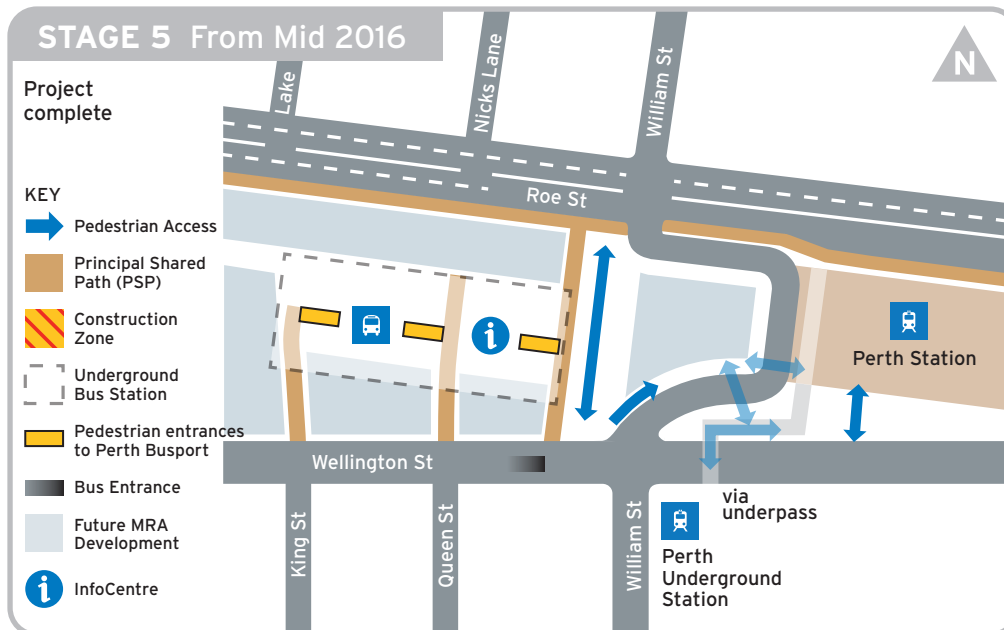 STAGE 5 From Mid 2016
N
Project
complete
Lake
Nicks Lane
William St
Roe St
KEY
Pedestrian Access
Principal Shared
Path (PSP)
Construction
Zone
Underground
Bus Station
Pedestrian entrances
to Perth Busport
Bus Entrance
Future MRA
Development
i
InfoCentre
i
Perth Station
Wellington St
King St
Queen St
William St
via
underpass
Perth
Underground
Station